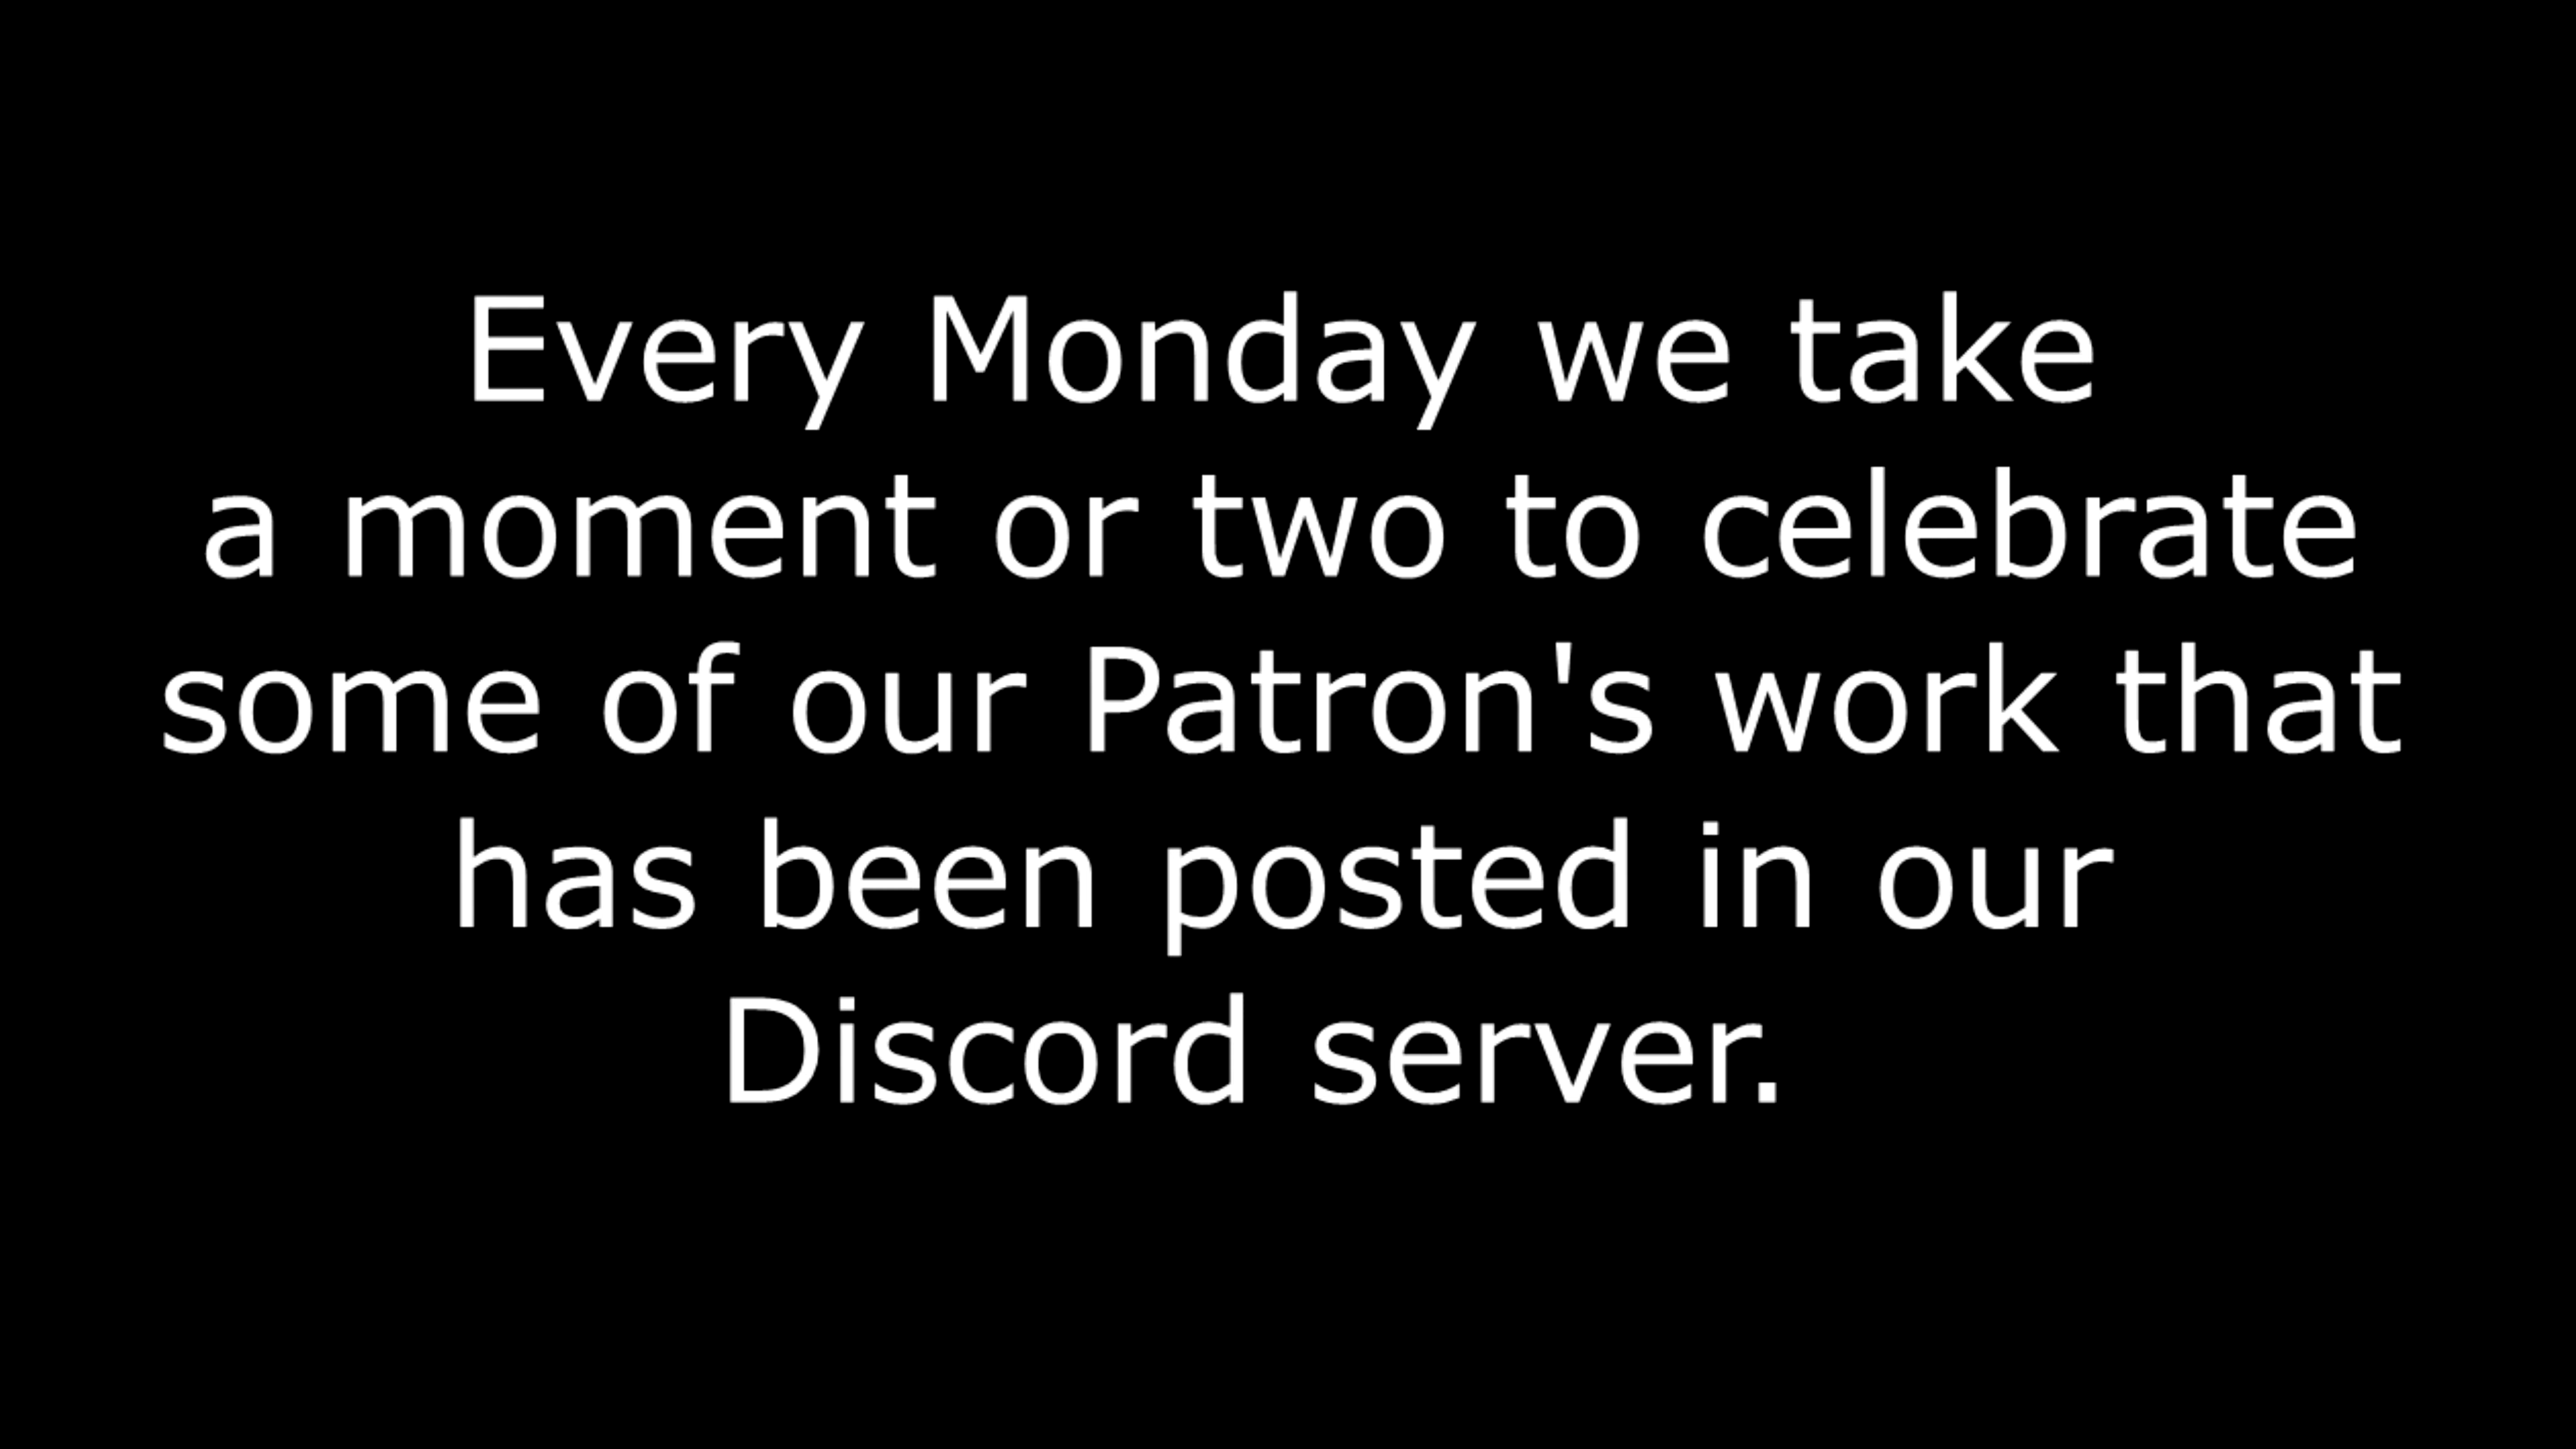 Every Monday we take
a moment or two to celebrate
some of our Patron's work that
has been posted in our
Discord server.